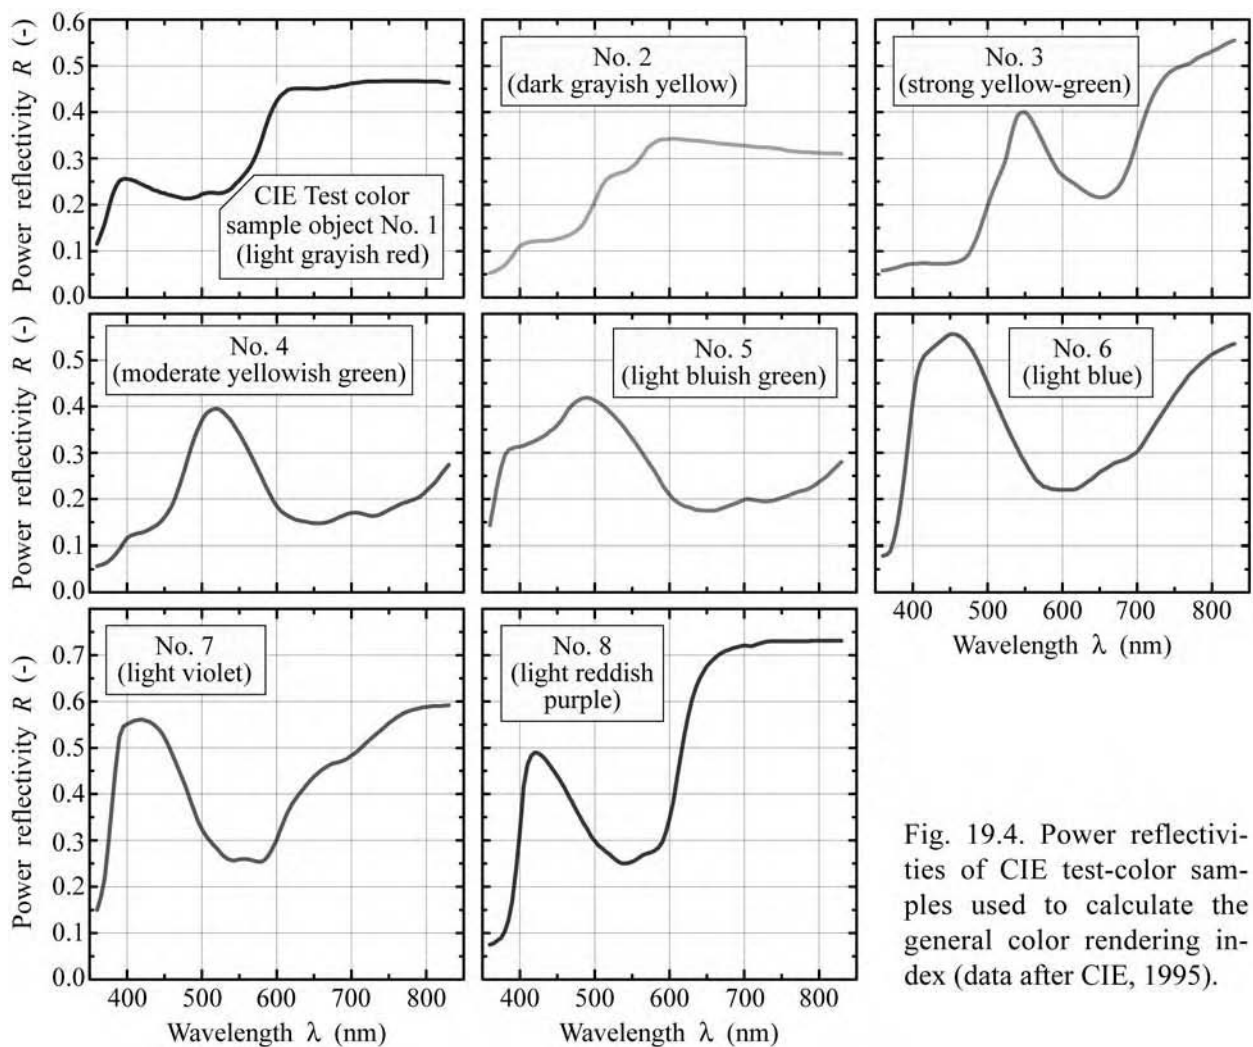 Power reflectivity R (-)
0.6
0.5
0.4
0.3
0.2
0.1
0.0
CIE Test color
sample object No. 1
(light grayish red)
No. 2
(dark grayish yellow)
No. 3
(strong yellow-green)
Power reflectivity R (-)
0.5
0.4
0.3
0.2
0.1
0.0
No. 4
(moderate yellowish green)
No. 5
(light bluish green)
No. 6
(light blue)
400 500 600 700 800
Wavelength λ (nm)
Power reflectivity R (-)
0.7
0.6
0.5
0.4
0.3
0.2
0.1
0.0
No. 7
(light violet)
400 500 600 700 800
Wavelength λ (nm)
No. 8
(light reddish
purple)
400 500 600 700 800
Wavelength λ (nm)
Fig. 19.4. Power reflectivi-
ties of CIE test-color sam-
ples used to calculate the
general color rendering in-
dex (data after CIE, 1995).